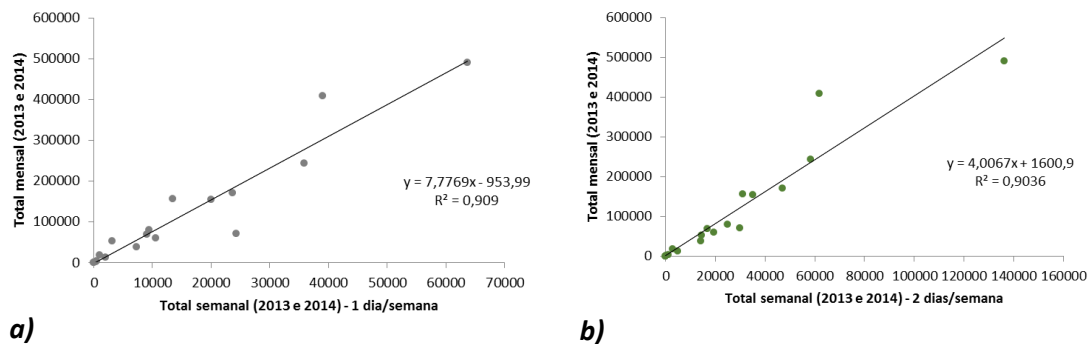 Total mensal (2013 e 2014)
600000
500000
400000
300000
200000
100000
0
y = 7,7769x - 953,99
R² = 0,909
0 10000 20000 30000 40000 50000 60000 70000
Total semanal (2013 e 2014) - 1 dia/semana
a)
Total mensal (2013 e 2014)
600000
500000
400000
300000
200000
100000
0
y = 4,0067x + 1600,9
R² = 0,9036
0 20000 40000 60000 80000 100000 120000 140000 160000
Total semanal (2013 e 2014) - 2 dias/semana
b)